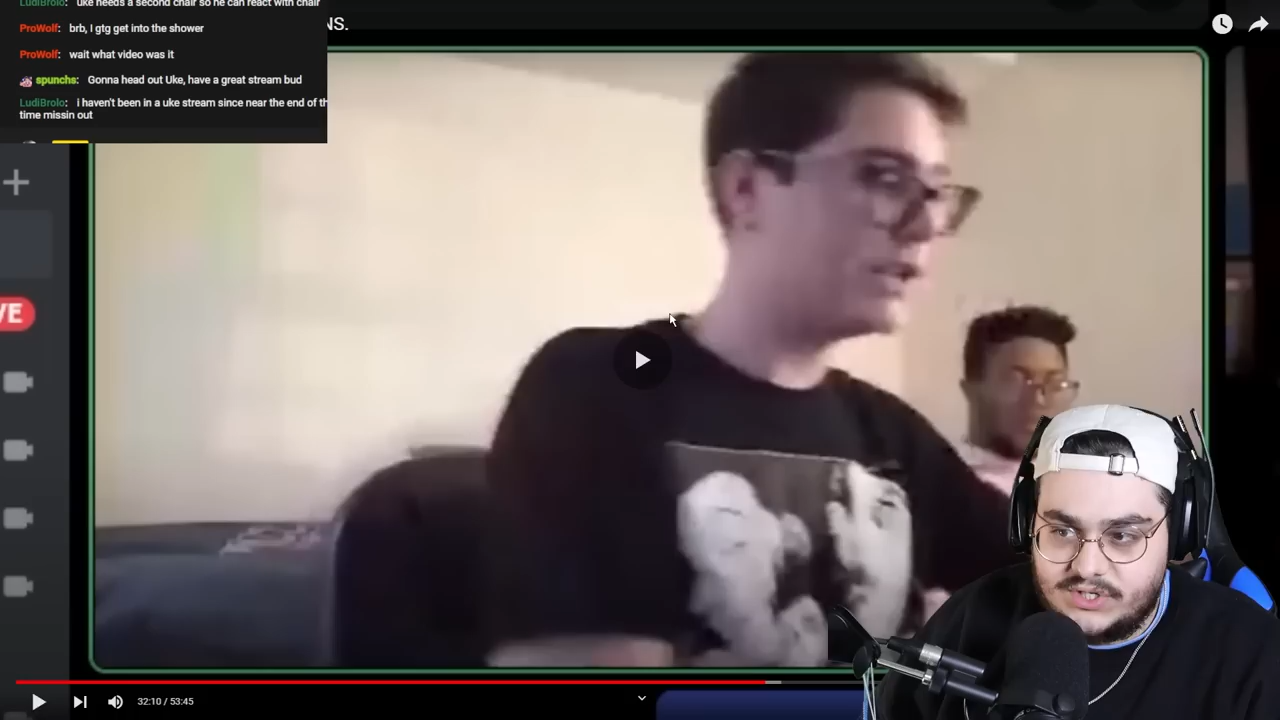 LudiBrolo: uke needs a second chair so he can react with chair
NS.
ProWolf: brb, I gtg get into the shower
ProWolf: wait what video was it
spunchs: Gonna head out Uke, have a great stream bud
LudiBrolo: i haven't been in a uke stream since near the end of th
time missin out
VE
32:10 / 53:45